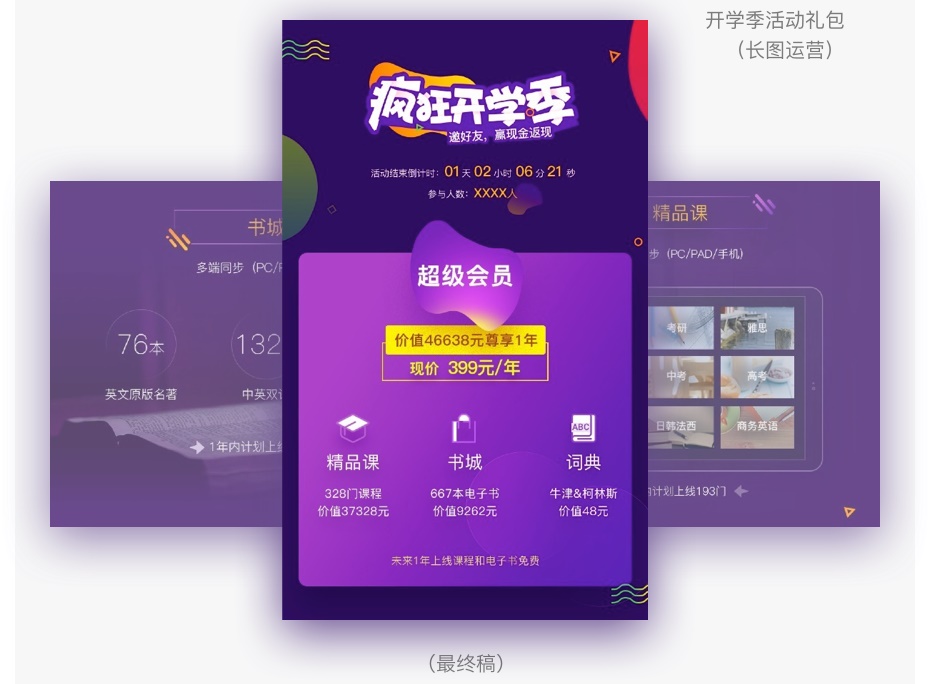 开学季活动礼包
（长图运营）
疯狂开学季
邀好友，赢现金返现
活动结束倒计时：01天02小时06分21秒
参与人数：XXXX人
超级会员
价值46638元尊享1年
现价 399元/年
精品课
书城
词典
328门课程
价值37328元
667本电子书
价值9262元
牛津&柯林斯
价值48元
ABC
未来1年上线课程和电子书免费
书城
多端同步（PC/P
76本
132
英文原版名著
中英双
1年内计划上
精品课
步（PC/PAD/手机）
考研
雅思
中考
高考
日韩法西
商务英语
计划上线193门
（最终稿）